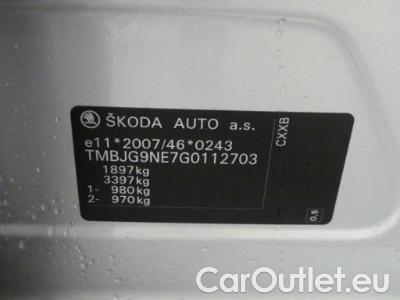 ŠKODA AUTO a.s.
e11*2007/46*0243
TMBJG9NE7G0112703
1897kg
3397kg
1- 980kg
2- 970kg
CXXB
0,5
CarOutlet.eu